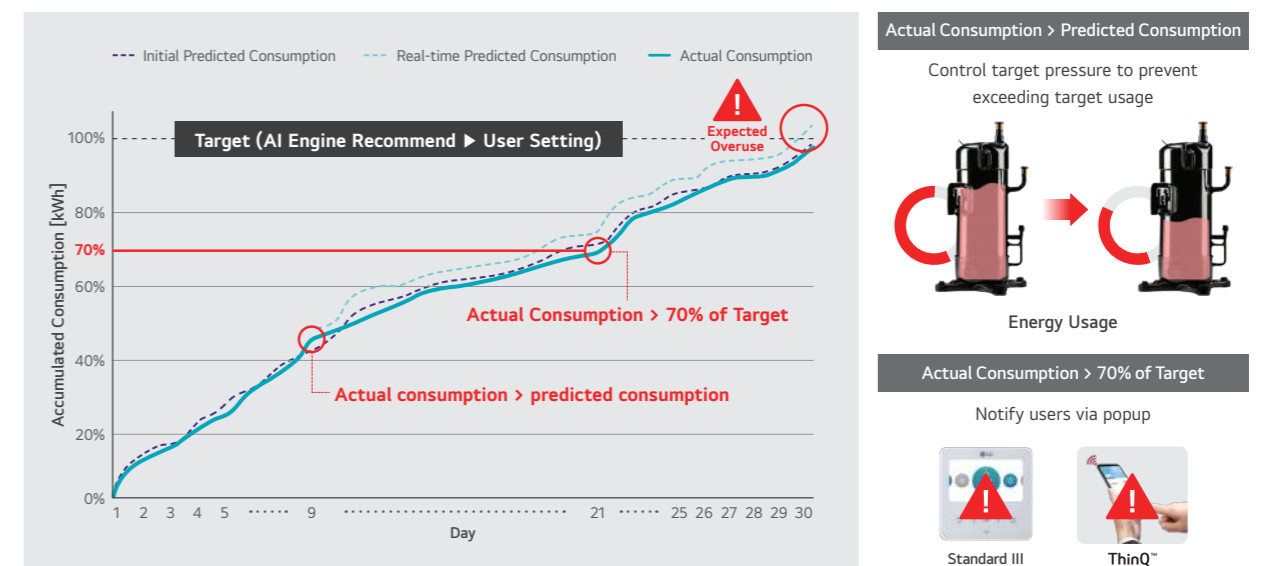 Initial Predicted Consumption
Real-time Predicted Consumption
Actual Consumption
!
Expected
Overuse
Target (AI Engine Recommend ▶ User Setting)
Accumulated Consumption [kWh]
100%
80%
70%
60%
40%
20%
0%
Actual Consumption > 70% of Target
Actual consumption > predicted consumption
1 2 3 4 5 ······· 9 ······························ 21 ······ 25 26 27 28 29 30
Day
Actual Consumption > Predicted Consumption
Control target pressure to prevent
exceeding target usage
Energy Usage
Actual Consumption > 70% of Target
Notify users via popup
LG
!
Standard III
!
ThinQ™